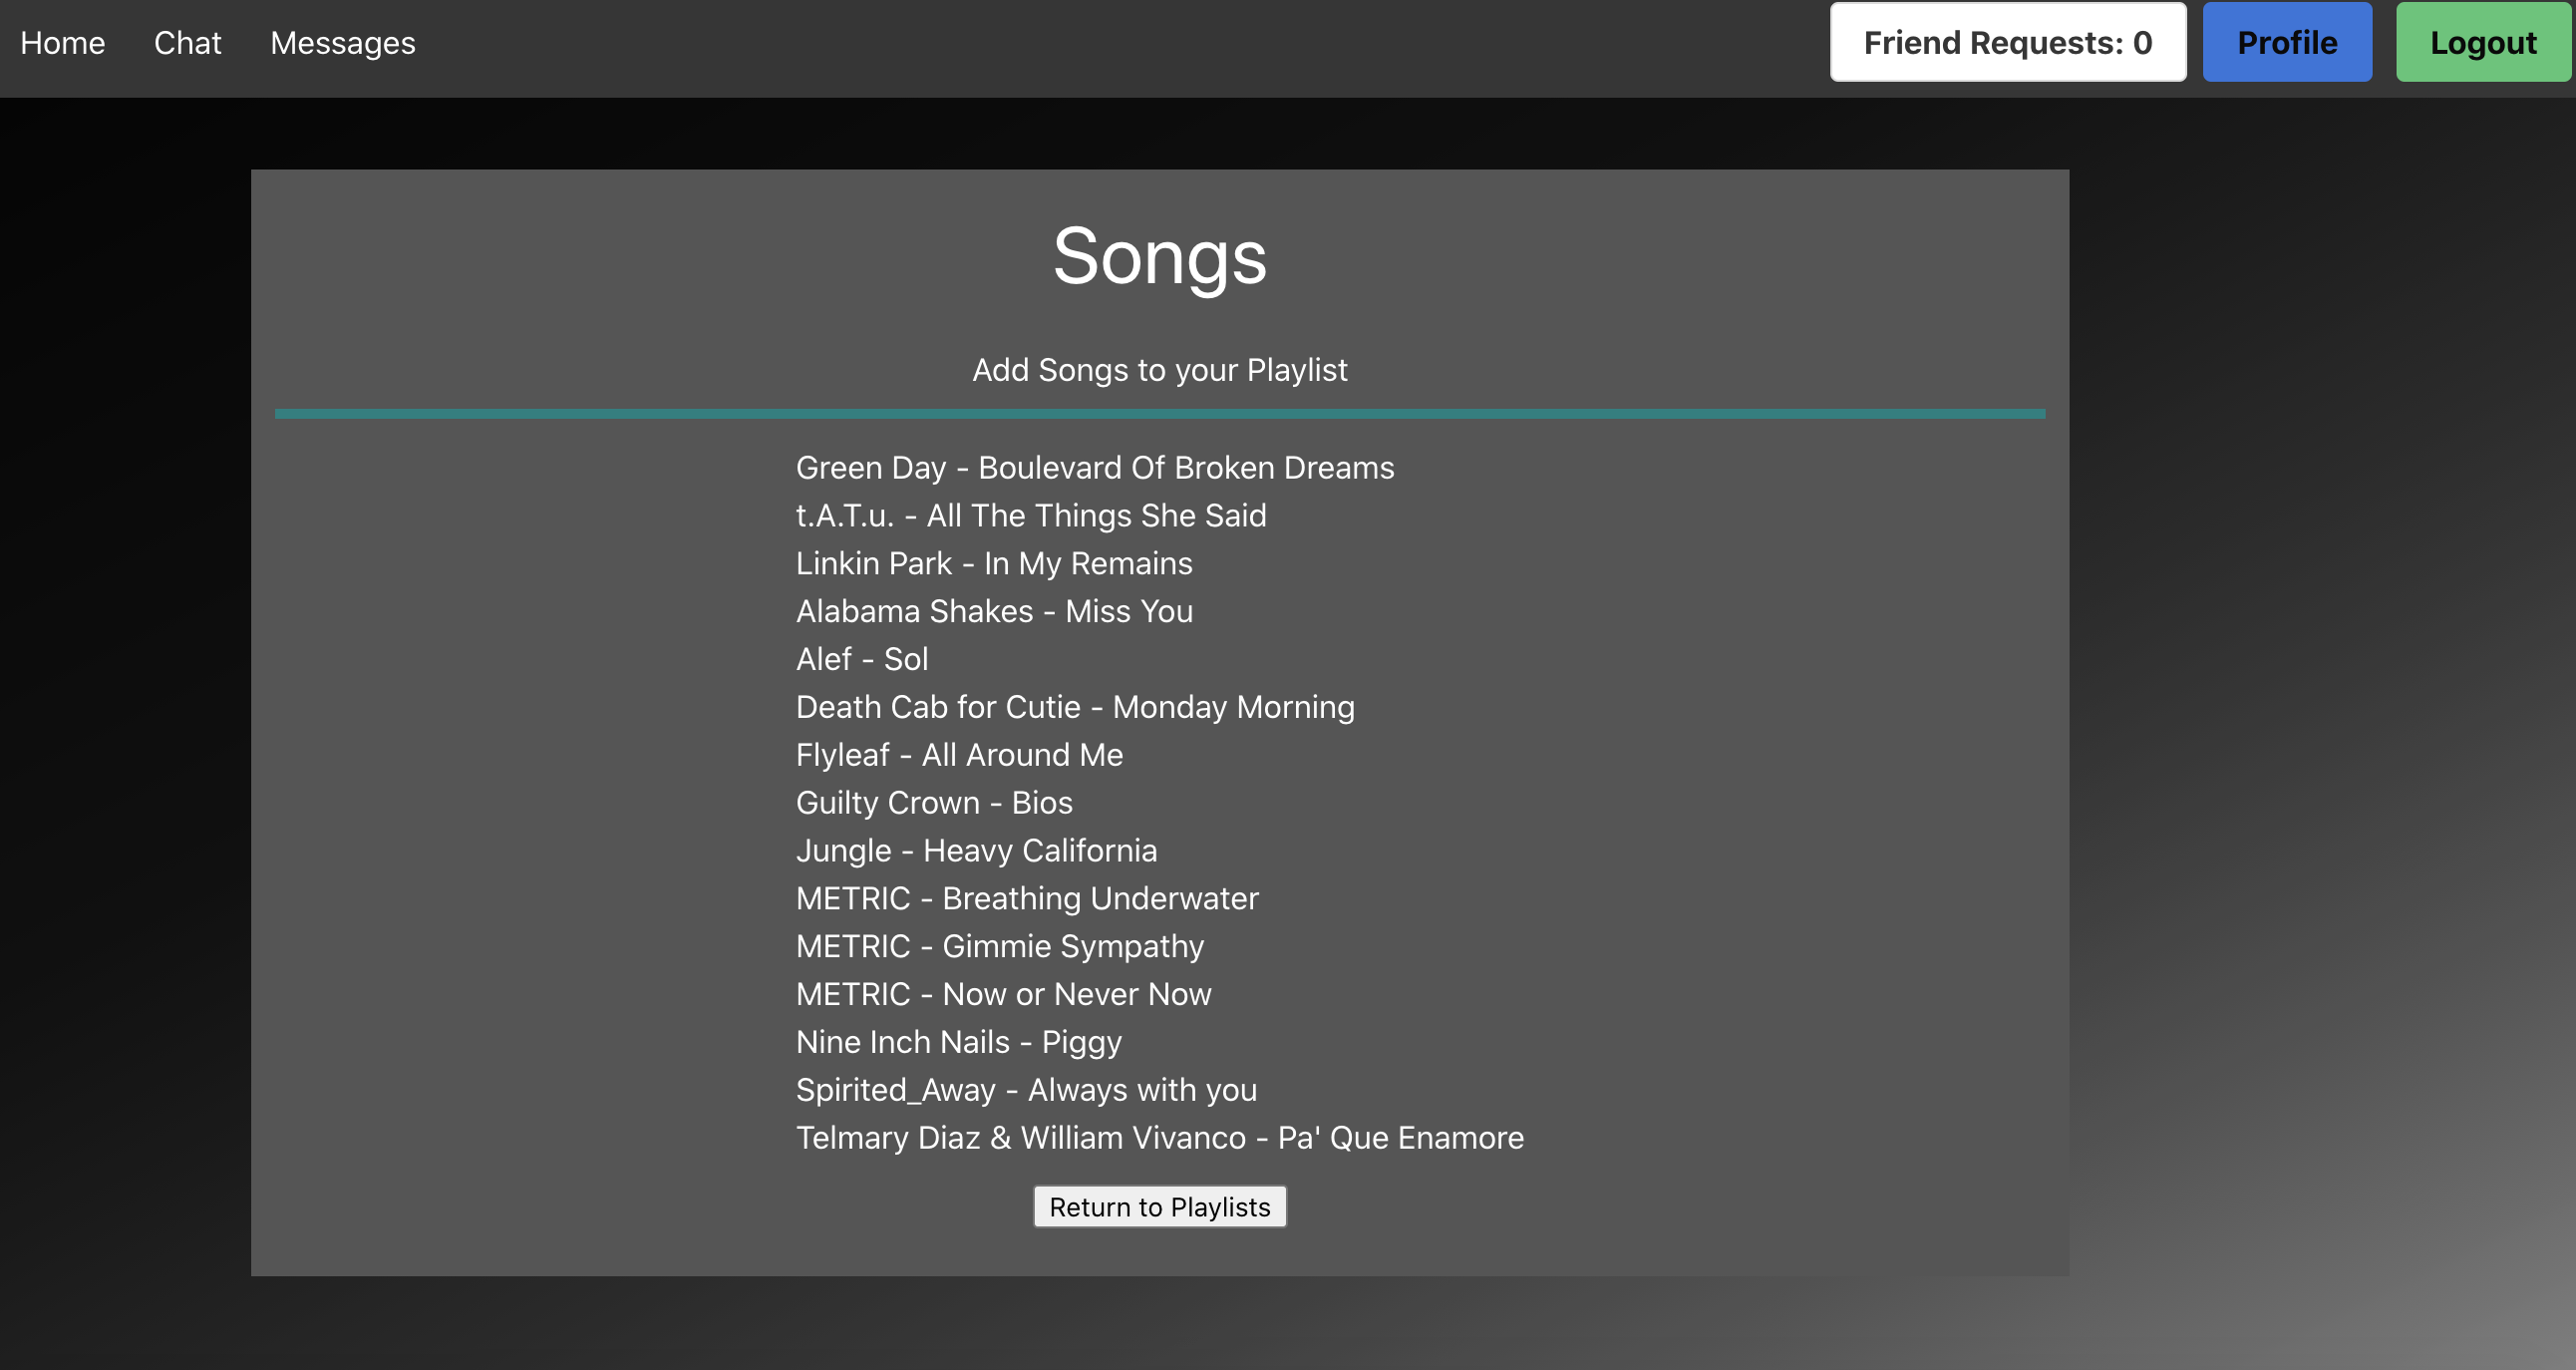 Home Chat Messages Friend Requests: 0 Profile Logout
Songs
Add Songs to your Playlist
Green Day - Boulevard Of Broken Dreams
t.A.T.u. - All The Things She Said
Linkin Park - In My Remains
Alabama Shakes - Miss You
Alef - Sol
Death Cab for Cutie - Monday Morning
Flyleaf - All Around Me
Guilty Crown - Bios
Jungle - Heavy California
METRIC - Breathing Underwater
METRIC - Gimmie Sympathy
METRIC - Now or Never Now
Nine Inch Nails - Piggy
Spirited_Away - Always with you
Telmary Diaz & William Vivanco - Pa' Que Enamore
Return to Playlists